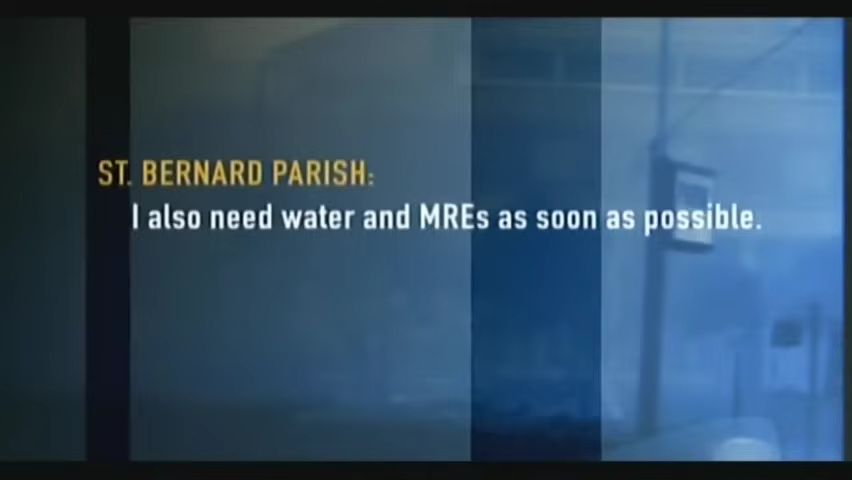 ST. BERNARD PARISH:
I also need water and MREs as soon as possible.